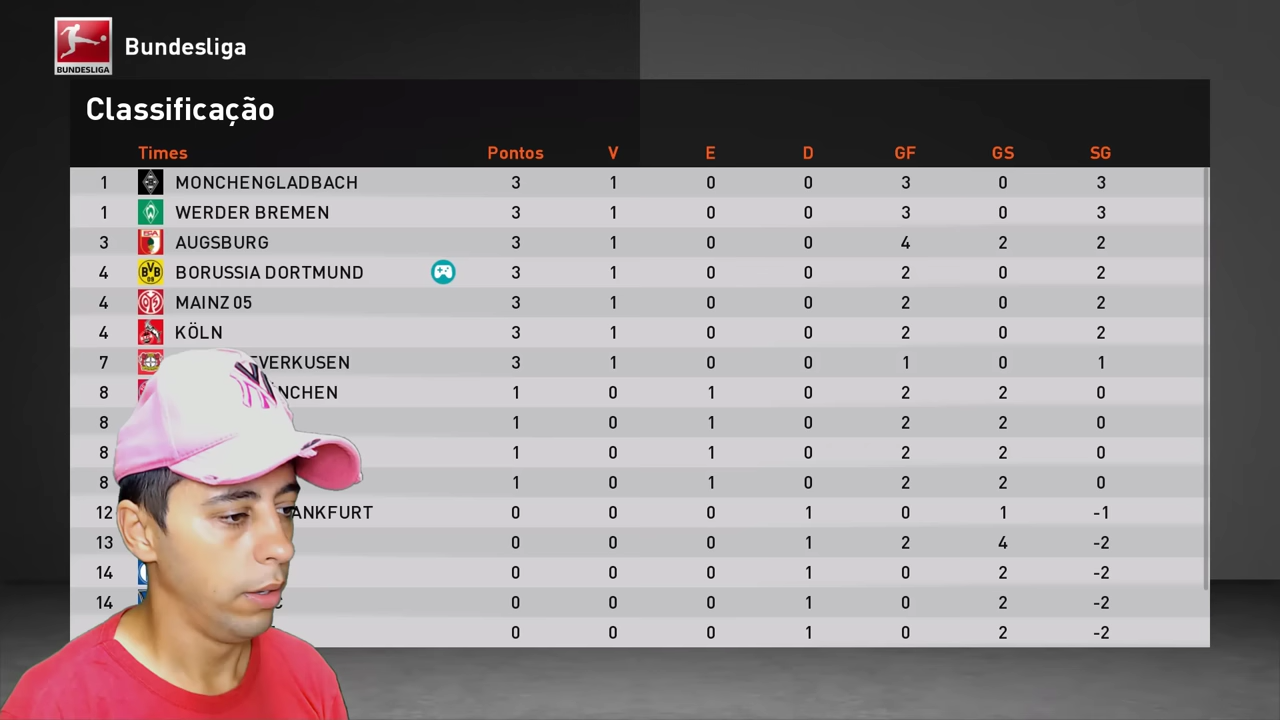 BUNDESLIGA
Bundesliga
Classificação
Times Pontos V E D GF GS SG
1 MONCHENGLADBACH 3 1 0 0 3 0 3
1 WERDER BREMEN 3 1 0 0 3 0 3
3 AUGSBURG 3 1 0 0 4 2 2
4 BVB 09 BORUSSIA DORTMUND 3 1 0 0 2 0 2
4 MAINZ 05 3 1 0 0 2 0 2
4 KÖLN 3 1 0 0 2 0 2
7 EVERKUSEN 3 1 0 0 1 0 1
8 NCHEN 1 0 1 0 2 2 0
8 1 0 1 0 2 2 0
8 1 0 1 0 2 2 0
8 1 0 1 0 2 2 0
12 ANKFURT 0 0 0 1 0 1 -1
13 0 0 0 1 2 4 -2
14 0 0 0 1 0 2 -2
14 0 0 0 1 0 2 -2
0 0 0 1 0 2 -2